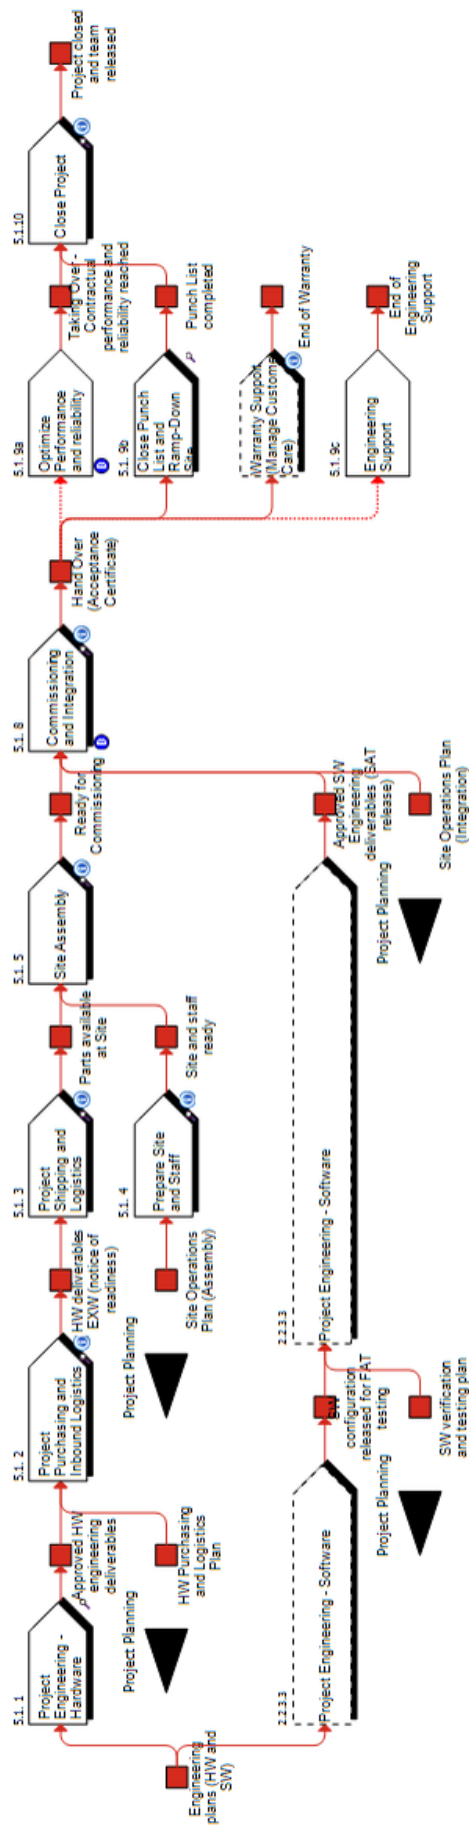 Engineering
plans (HW and
SW)
5.1. 1
Project
Engineering -
Hardware
Approved HW
engineering
deliverables
Project Planning
HW Purchasing
and Logistics
Plan
5.1. 2
Project
Purchasing and
Inbound Logistics
HW deliverables
EXW (notice of
readiness)
Project Planning
Site Operations
Plan (Assembly)
5.1. 3
Project
Shipping and
Logistics
Parts available
at Site
5.1. 4
Prepare Site
and Staff
Site and staff
ready
5.1. 5
Site Assembly
Ready for
Commissioning
2.2.3.3
Project Engineering - Software
SW
configuration
released for FAT
testing
Project Planning
SW verification
and testing plan
2.2.3.3
Project Engineering - Software
Approved SW
Engineering
deliverables (SAT
release)
Project Planning
Site Operations Plan
(Integration)
5.1. 8
Commissioning
and Integration
Hand Over
(Acceptance
Certificate)
5.1. 9a
Optimize
Performance
and reliability
Taking Over -
Contractual
performance and
reliability reached
5.1. 9b
Close Punch
List and
Ramp-Down
Site
Punch List
completed
Warranty Support
(Manage Customer
Care)
End of Warranty
5.1. 9c
Engineering
Support
End of
Engineering
Support
5.1.10
Close Project
Project closed
and team
released